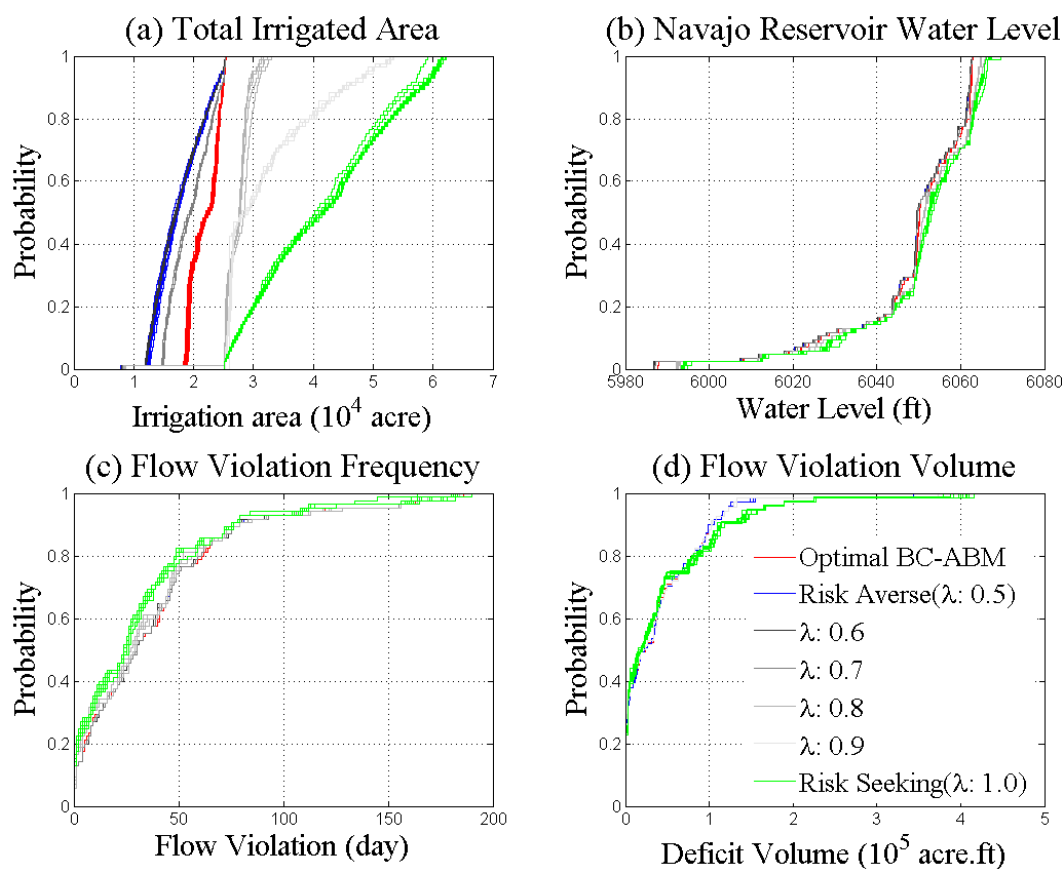 (a) Total Irrigated Area
Probability
1
0.8
0.6
0.4
0.2
0
0 1 2 3 4 5 6 7
Irrigation area (10^4 acre)
(b) Navajo Reservoir Water Level
Probability
1
0.8
0.6
0.4
0.2
0
5980 6000 6020 6040 6060 6080
Water Level (ft)
(c) Flow Violation Frequency
Probability
1
0.8
0.6
0.4
0.2
0
0 50 100 150 200
Flow Violation (day)
(d) Flow Violation Volume
Probability
1
0.8
0.6
0.4
0.2
0
Optimal BC-ABM
Risk Averse(λ: 0.5)
λ: 0.6
λ: 0.7
λ: 0.8
λ: 0.9
Risk Seeking(λ: 1.0)
0 1 2 3 4 5
Deficit Volume (10^5 acre.ft)